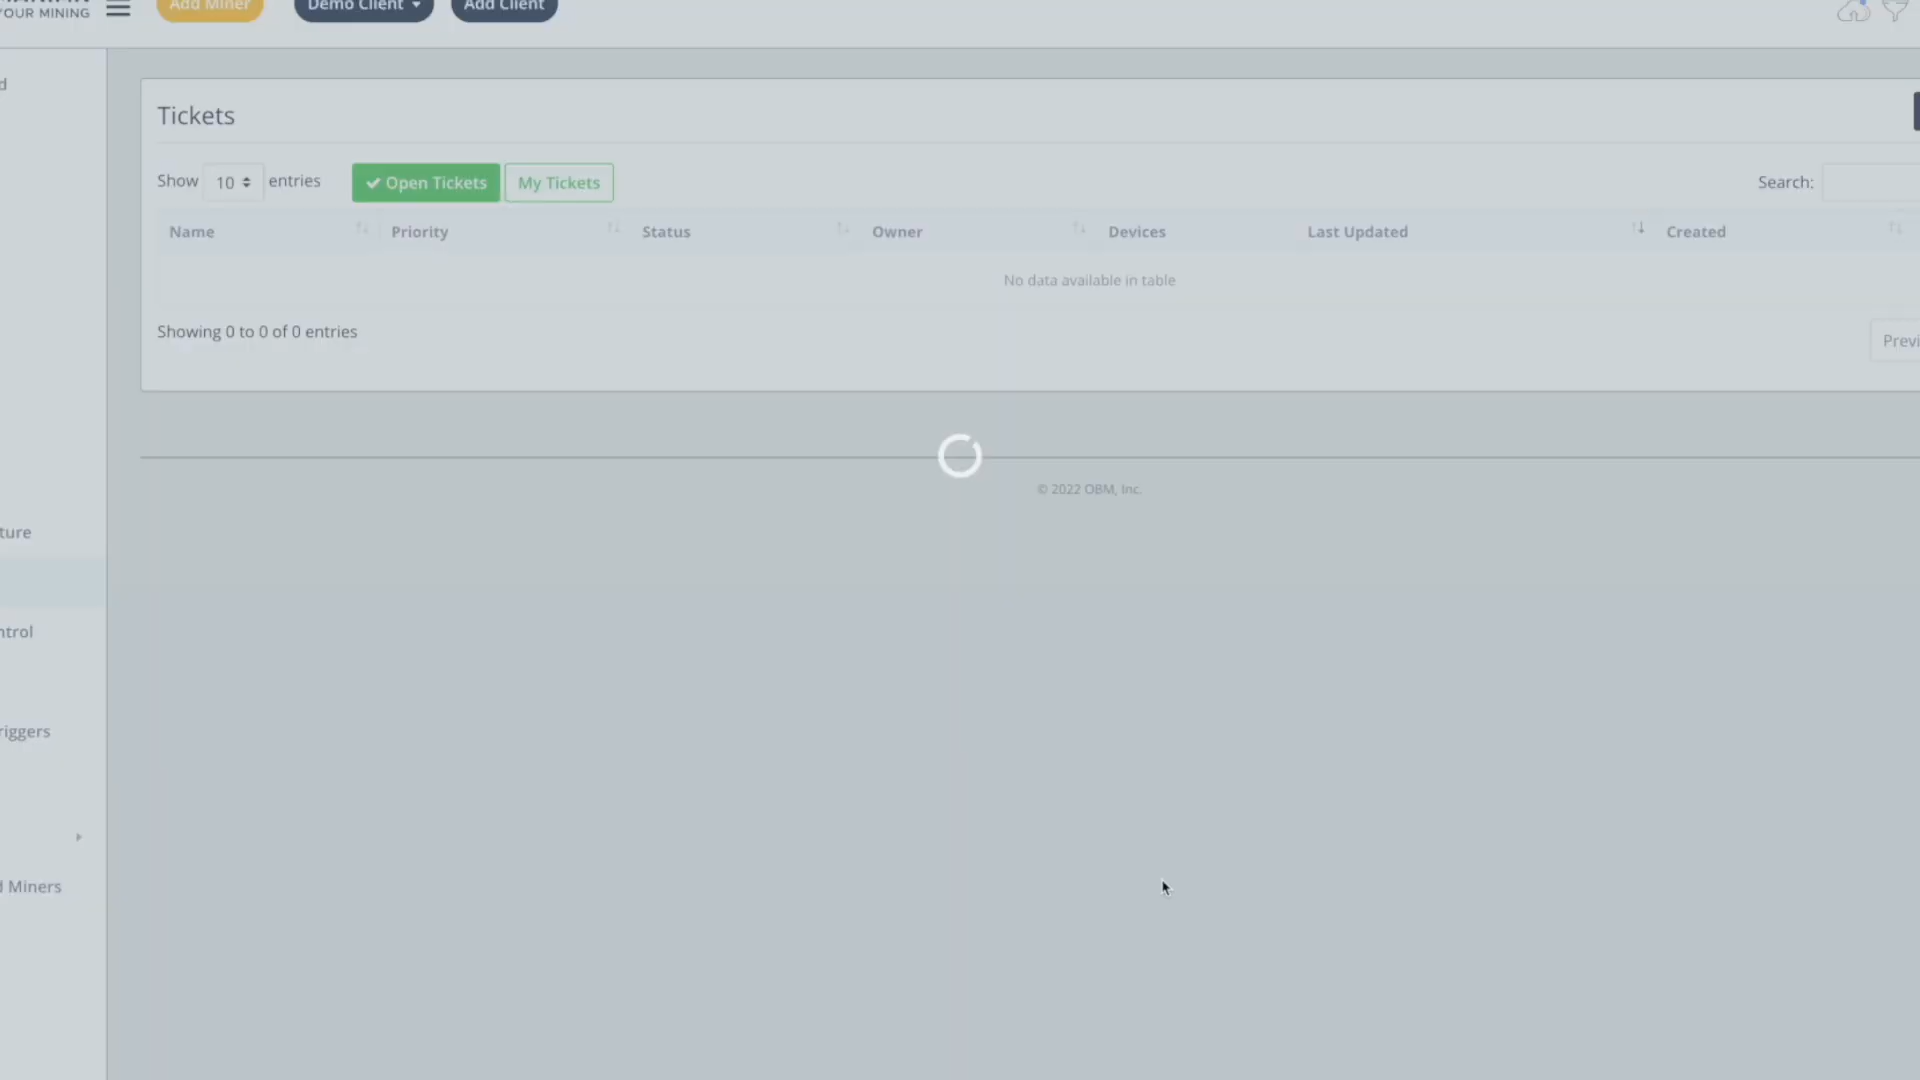 YOUR MINING
Add Miner
Demo Client
Add Client
Tickets
Show 10 entries
Open Tickets
My Tickets
Search:
Name
Priority
Status
Owner
Devices
Last Updated
Created
No data available in table
Showing 0 to 0 of 0 entries
Previ
© 2022 OBM, Inc.
d
ture
ntrol
riggers
d Miners